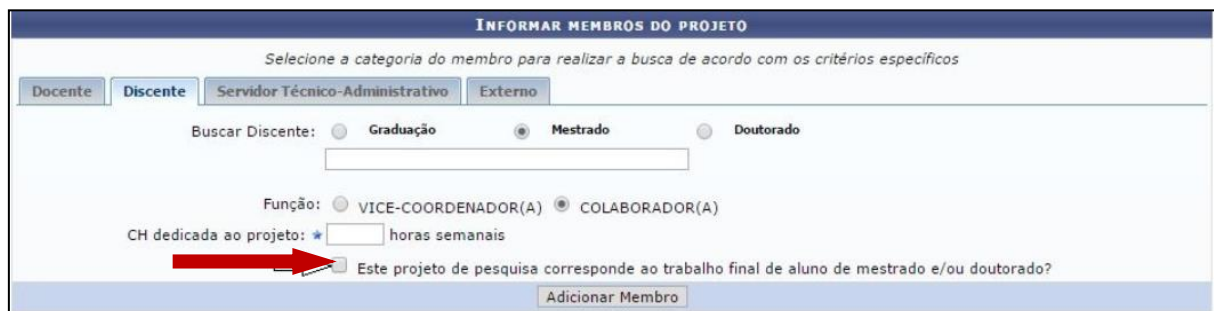 INFORMAR MEMBROS DO PROJETO
Selecione a categoria do membro para realizar a busca de acordo com os critérios específicos
Docente Discente Servidor Técnico-Administrativo Externo
Buscar Discente: Graduação Mestrado Doutorado
Função: VICE-COORDENADOR(A) COLABORADOR(A)
CH dedicada ao projeto: horas semanais
Este projeto de pesquisa corresponde ao trabalho final de aluno de mestrado e/ou doutorado?
Adicionar Membro